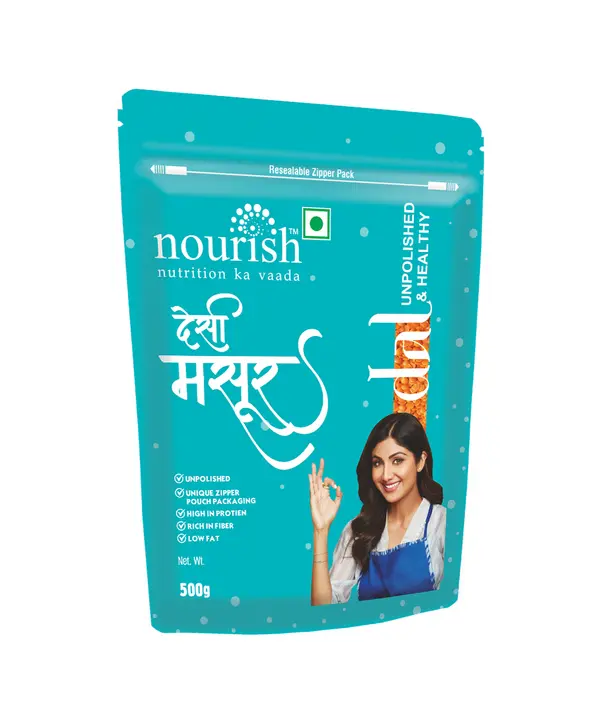 Resealable Zipper Pack
nourish™
nutrition ka vaada
UNPOLISHED
& HEALTHY
dal
देसी
मसूर
UNPOLISHED
UNIQUE ZIPPER
POUCH PACKAGING
HIGH IN PROTIEN
RICH IN FIBER
LOW FAT
Net. Wt.
500g